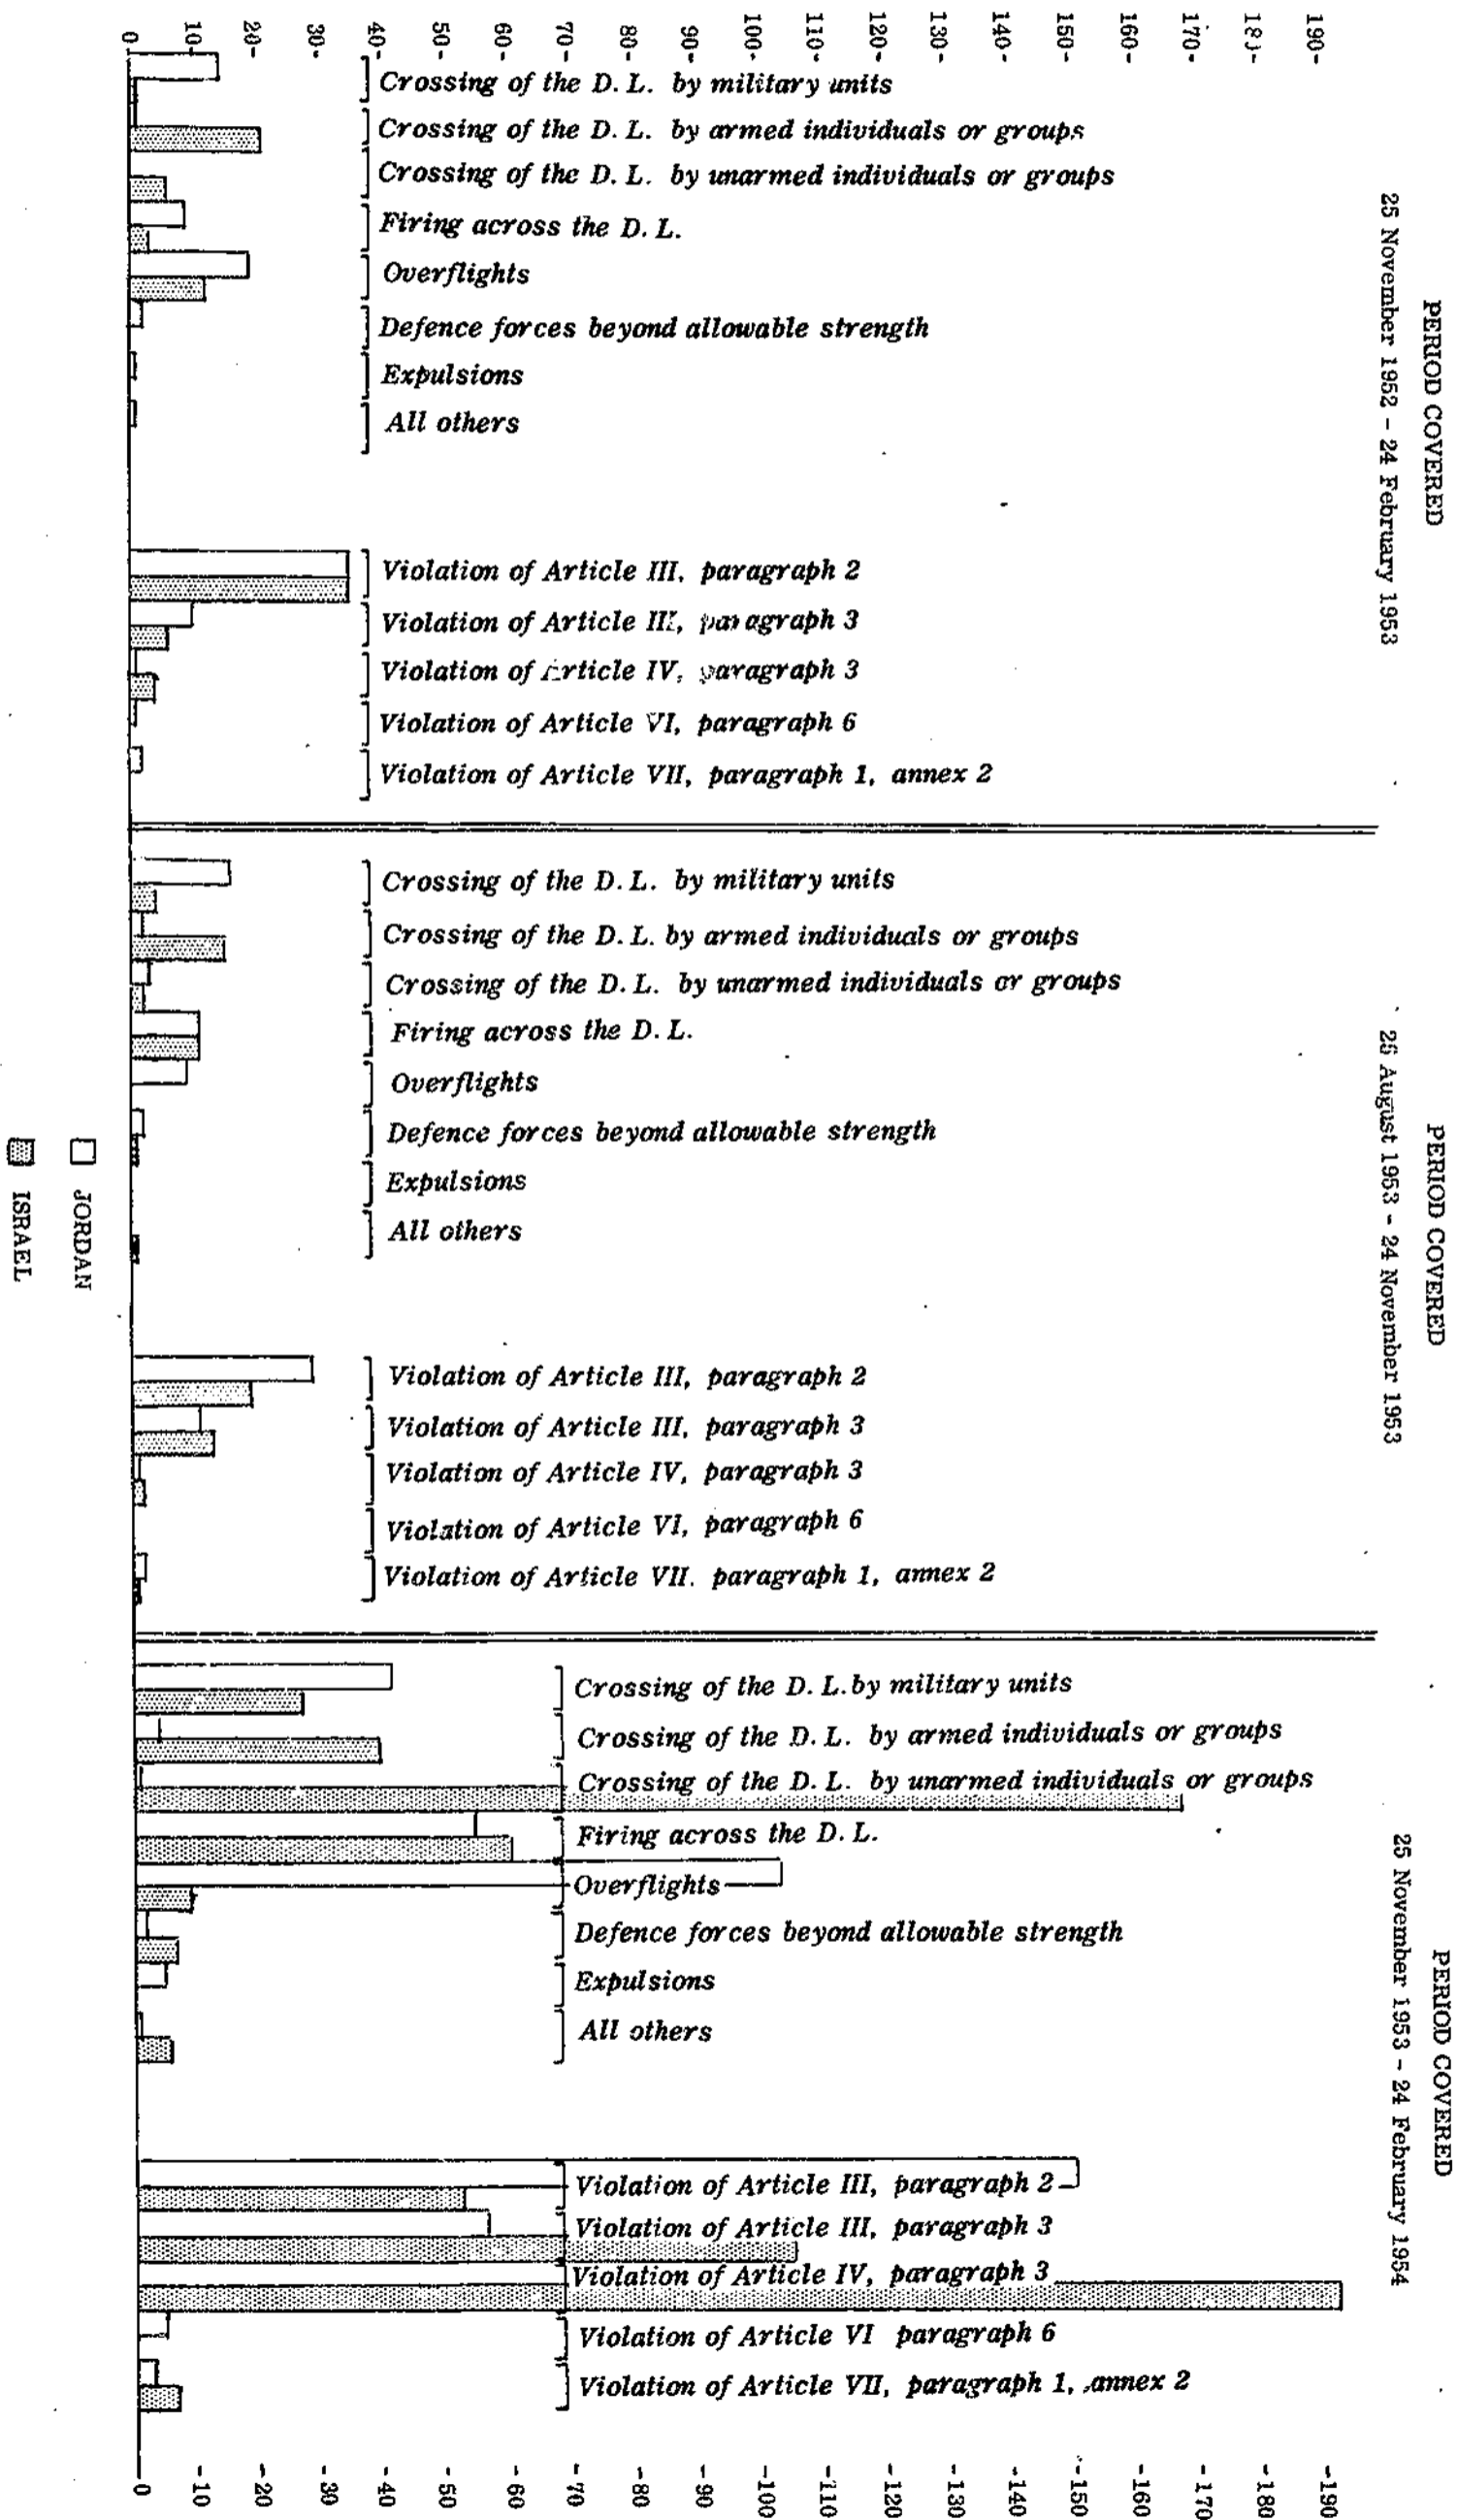 0 10- 20- 30- 40- 50- 60- 70- 80- 90- 100- 110- 120- 130- 140- 150- 160- 170- 190-
PERIOD COVERED
25 November 1952 - 24 February 1953
Crossing of the D. L. by military units
Crossing of the D. L. by armed individuals or groups
Crossing of the D. L. by unarmed individuals or groups
Firing across the D. L.
Overflights
Defence forces beyond allowable strength
Expulsions
All others
Violation of Article III, paragraph 2
Violation of Article III, paragraph 3
Violation of Article IV, paragraph 3
Violation of Article VI, paragraph 6
Violation of Article VII, paragraph 1, annex 2
PERIOD COVERED
25 August 1953 - 24 November 1953
Crossing of the D. L. by military units
Crossing of the D. L. by armed individuals or groups
Crossing of the D. L. by unarmed individuals or groups
Firing across the D. L.
Overflights
Defence forces beyond allowable strength
Expulsions
All others
Violation of Article III, paragraph 2
Violation of Article III, paragraph 3
Violation of Article IV, paragraph 3
Violation of Article VI, paragraph 6
Violation of Article VII. paragraph 1, annex 2
PERIOD COVERED
25 November 1953 - 24 February 1954
Crossing of the D. L. by military units
Crossing of the D. L. by armed individuals or groups
Crossing of the D. L. by unarmed individuals or groups
Firing across the D. L.
Overflights
Defence forces beyond allowable strength
Expulsions
All others
Violation of Article III, paragraph 2
Violation of Article III, paragraph 3
Violation of Article IV, paragraph 3
Violation of Article VI paragraph 6
Violation of Article VII, paragraph 1, annex 2
0 -10 -20 -30 -40 -50 -60 -70 -80 -90 -100 -110 -120 -130 -140 -150 -160 -170 -180 -190
JORDAN
ISRAEL